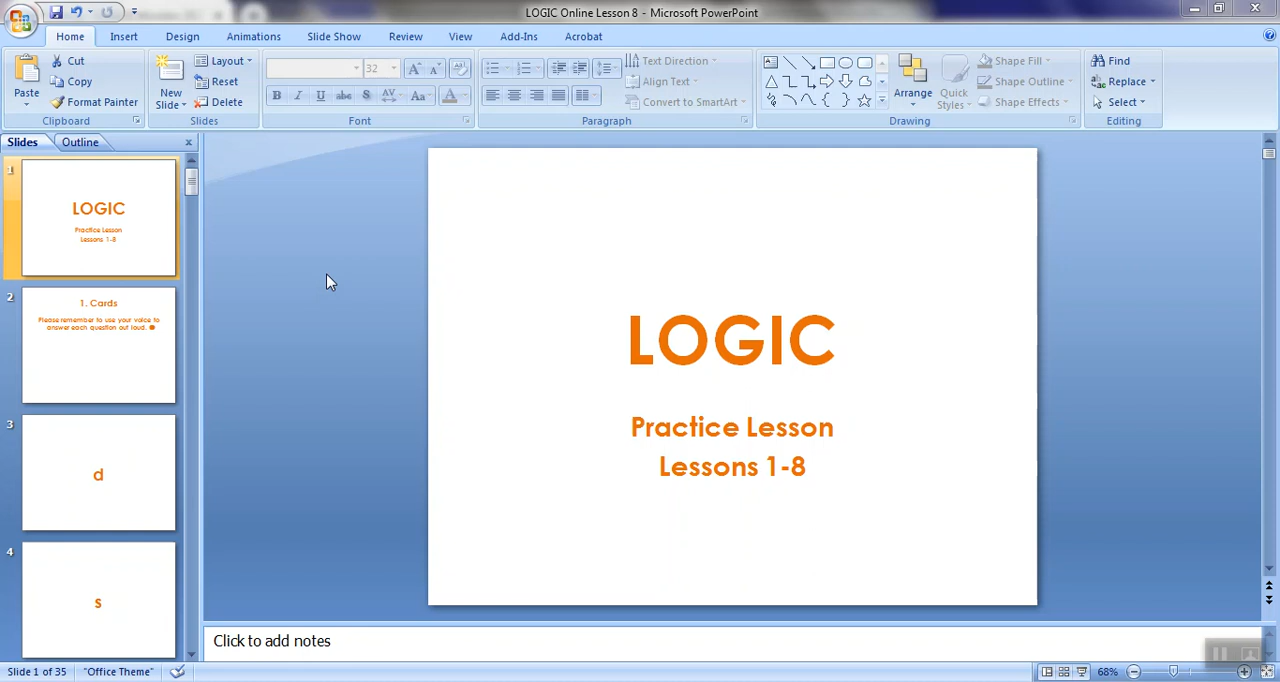 LOGIC Online Lesson 8 - Microsoft PowerPoint
Home Insert Design Animations Slide Show Review View Add-Ins Acrobat
Paste
Cut
Copy
Format Painter
Clipboard
New Slide
Layout
Reset
Delete
Slides
32
B I U abc S AV Aa A
Font
Text Direction
Align Text
Convert to SmartArt
Paragraph
Arrange
Quick Styles
Shape Fill
Shape Outline
Shape Effects
Drawing
Find
Replace
Select
Editing
Slides Outline
1
LOGIC
Practice Lesson
Lessons 1-8
2
1. Cards
Please remember to use your voice to
answer each question out loud.
3
d
4
s
LOGIC
Practice Lesson
Lessons 1-8
Click to add notes
Slide 1 of 35 "Office Theme" 68%